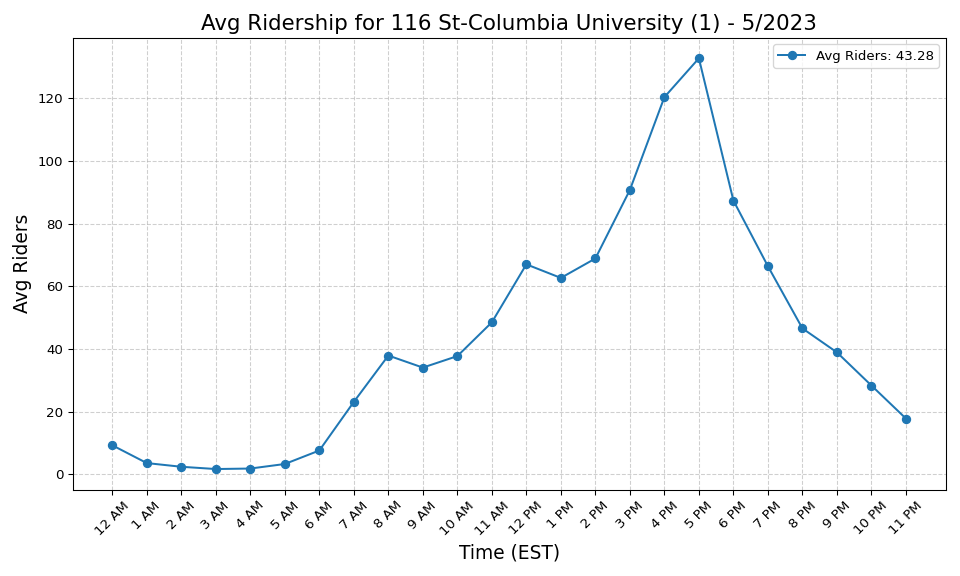 Avg Ridership for 116 St-Columbia University (1) - 5/2023
Avg Riders: 43.28
Avg Riders
120
100
80
60
40
20
0
12 AM 1 AM 2 AM 3 AM 4 AM 5 AM 6 AM 7 AM 8 AM 9 AM 10 AM 11 AM 12 PM 1 PM 2 PM 3 PM 4 PM 5 PM 6 PM 7 PM 8 PM 9 PM 10 PM 11 PM
Time (EST)